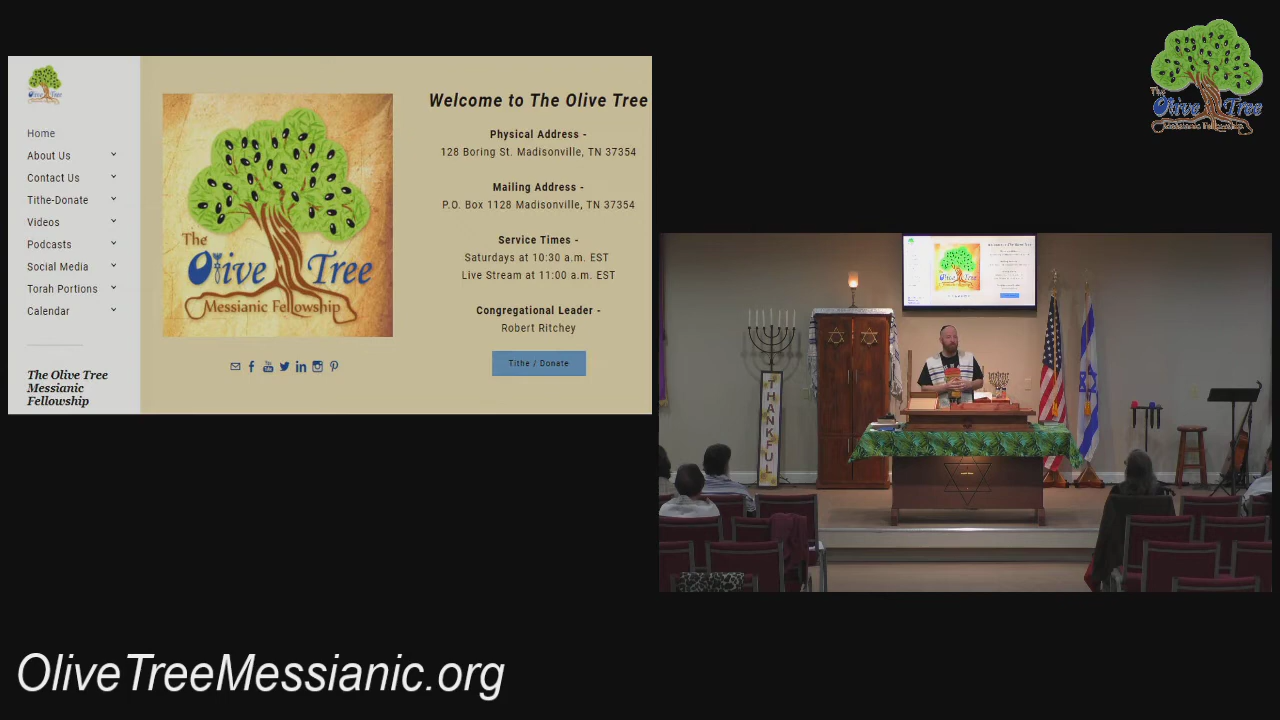 Home
About Us
Contact Us
Tithe-Donate
Videos
Podcasts
Social Media
Torah Portions
Calendar
The Olive Tree
Messianic
Fellowship
The
Olive Tree
Messianic Fellowship
Welcome to The Olive Tree
Physical Address -
128 Boring St. Madisonville, TN 37354
Mailing Address -
P.O. Box 1128 Madisonville, TN 37354
Service Times -
Saturdays at 10:30 a.m. EST
Live Stream at 11:00 a.m. EST
Congregational Leader -
Robert Ritchey
Tithe / Donate
The
Olive Tree
Messianic Fellowship
THANKFUL
OliveTreeMessianic.org